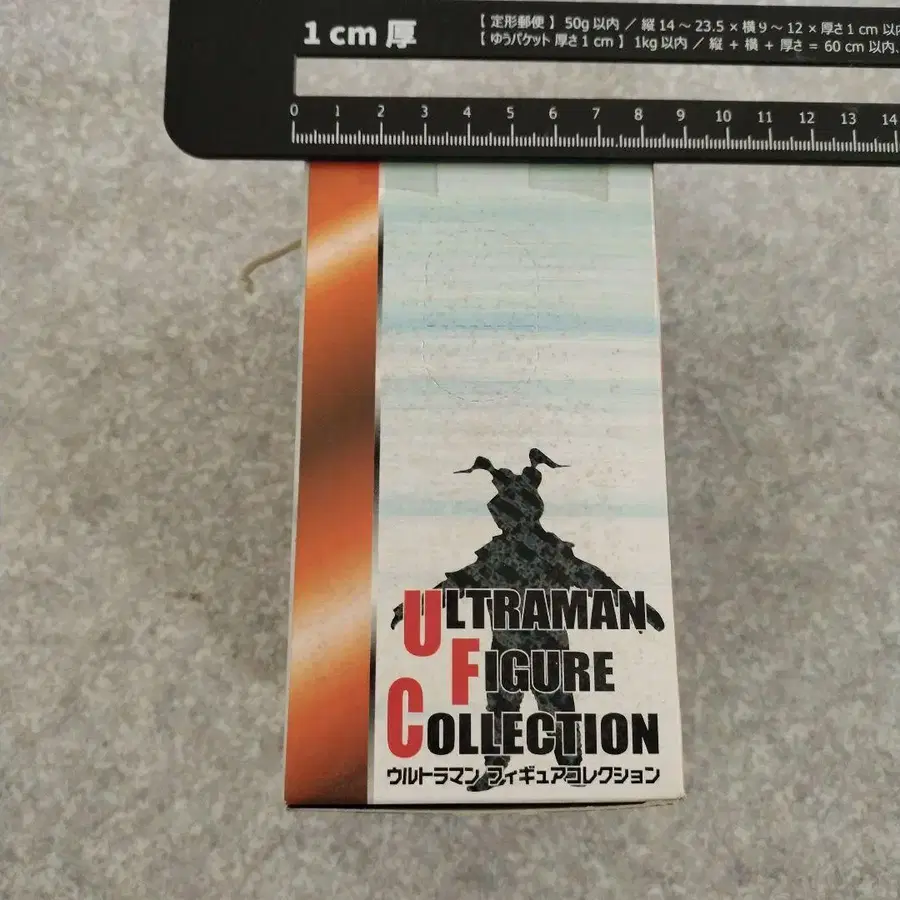 1 cm 厚
【 定形郵便 】 50g 以内 ／ 縦 14 ～ 23.5 × 横 9 ～ 12 × 厚さ 1 cm 以内
【 ゆうパケット 厚さ 1 cm 】 1kg 以内 ／ 縦 + 横 + 厚さ = 60 cm 以内、
0 1 2 3 4 5 6 7 8 9 10 11 12 13 14
ULTRAMAN
FIGURE
COLLECTION
ウルトラマン フィギュアコレクション